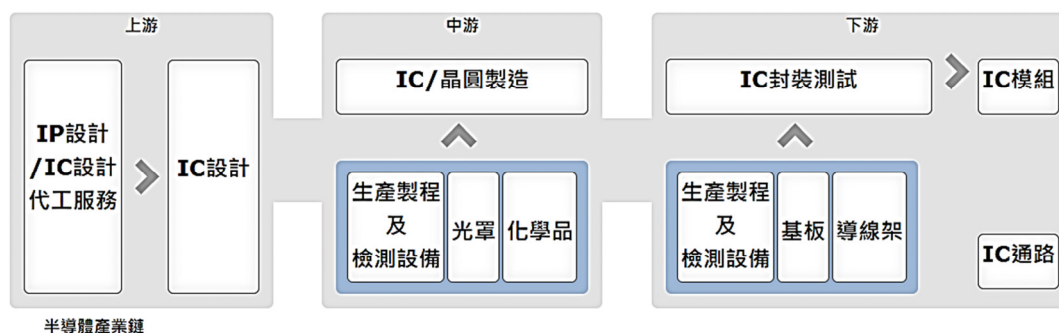 上游
IP設計
/IC設計
代工服務
IC設計
中游
IC/晶圓製造
生產製程
及
檢測設備
光罩
化學品
下游
IC封裝測試
IC模組
生產製程
及
檢測設備
基板
導線架
IC通路
半導體產業鏈